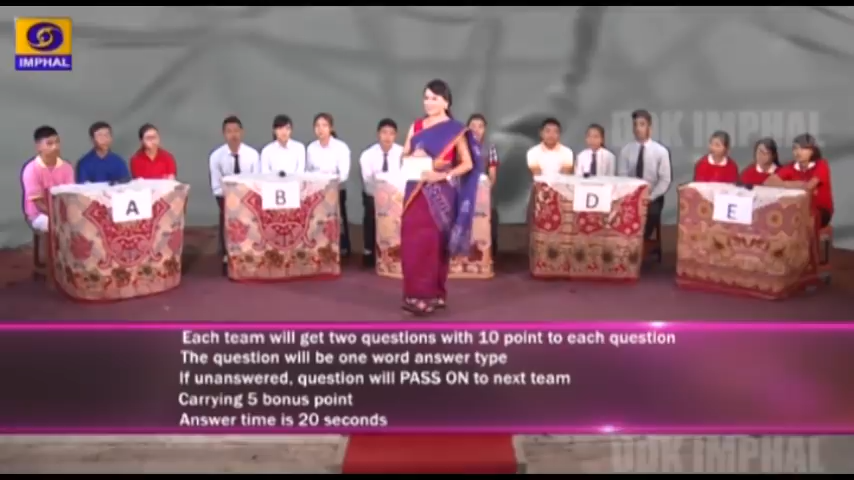 IMPHAL
DDK IMPHAL
A
B
D
E
Each team will get two questions with 10 point to each question
The question will be one word answer type
If unanswered, question will PASS ON to next team
Carrying 5 bonus point
Answer time is 20 seconds
DDK IMPHAL